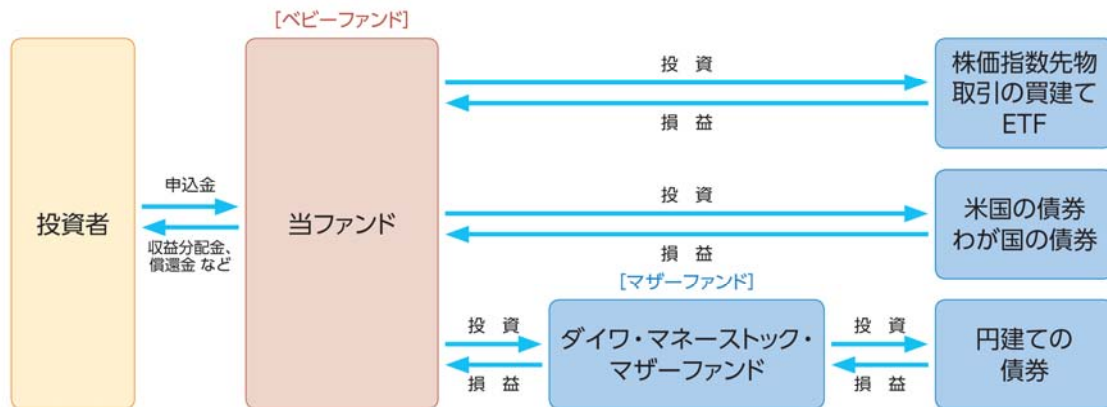 [ベビーファンド]
投資者
申込金
収益分配金、
償還金 など
当ファンド
投 資
損 益
株価指数先物
取引の買建て
ETF
投 資
損 益
米国の債券
わが国の債券
[マザーファンド]
投 資
損 益
ダイワ・マネーストック・
マザーファンド
投 資
損 益
円建ての
債券